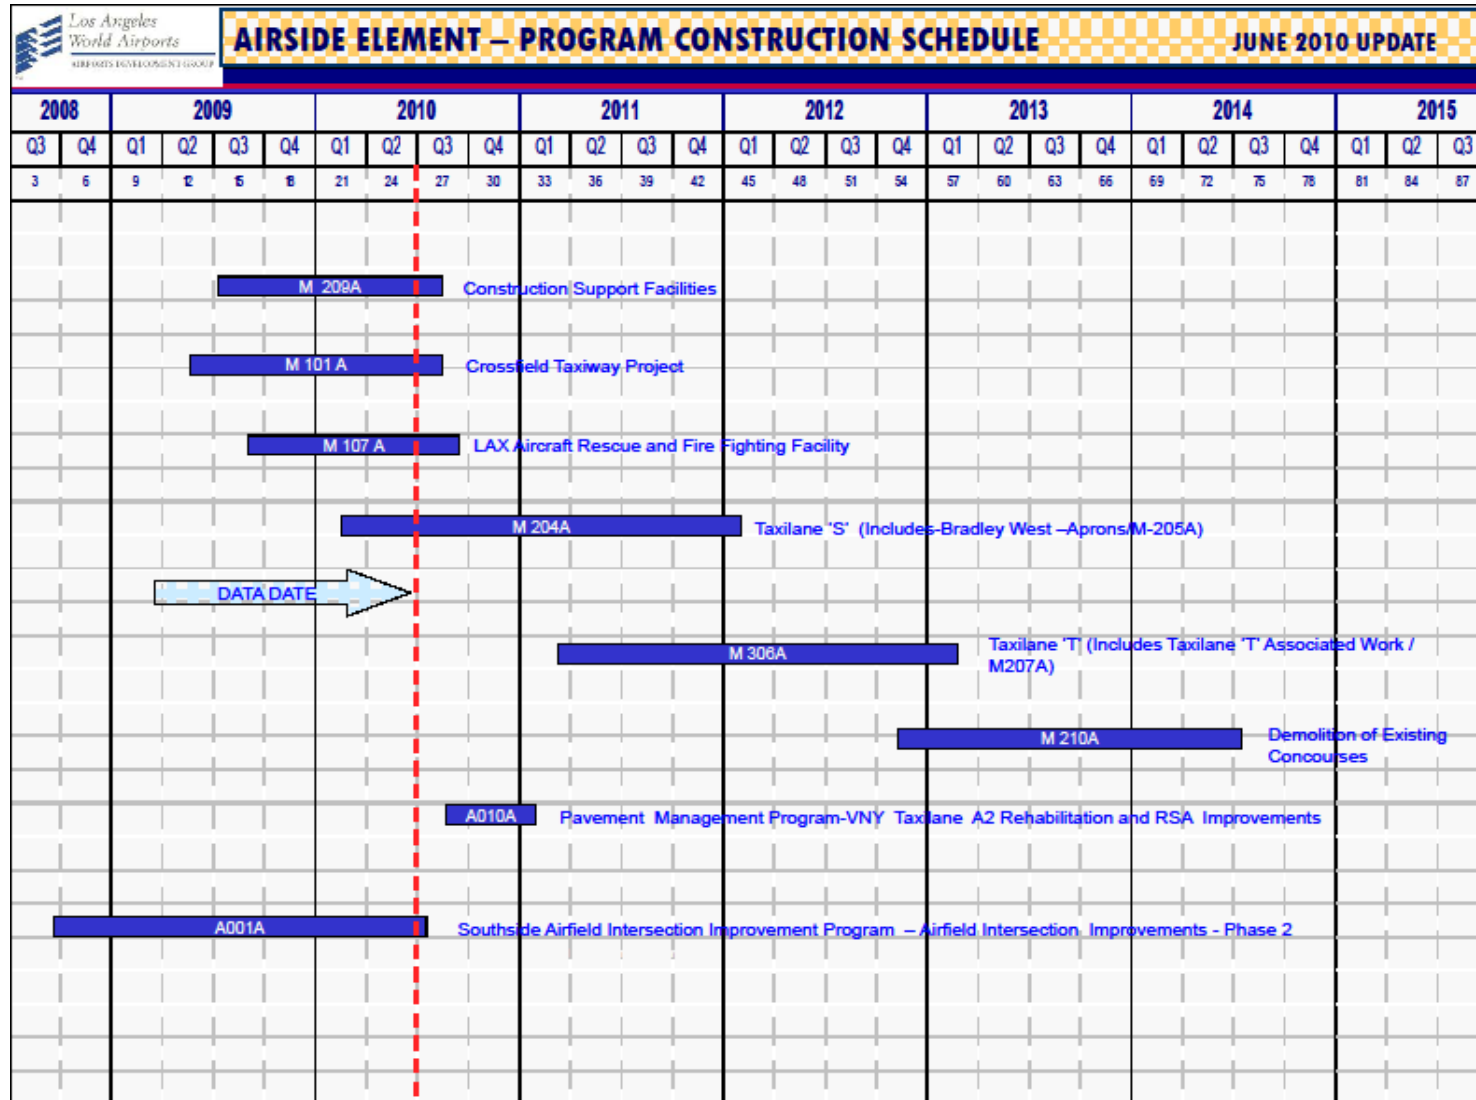 Los Angeles
World Airports
AIRPORTS DEVELOPMENT GROUP
AIRSIDE ELEMENT – PROGRAM CONSTRUCTION SCHEDULE
JUNE 2010 UPDATE
2008 2009 2010 2011 2012 2013 2014 2015
Q3 Q4 Q1 Q2 Q3 Q4 Q1 Q2 Q3 Q4 Q1 Q2 Q3 Q4 Q1 Q2 Q3 Q4 Q1 Q2 Q3 Q4 Q1 Q2 Q3 Q4 Q1 Q2 Q3
3 6 9 12 15 18 21 24 27 30 33 36 39 42 45 48 51 54 57 60 63 66 69 72 75 78 81 84 87
M 209A Construction Support Facilities
M 101 A Crossfield Taxiway Project
M 107 A LAX Aircraft Rescue and Fire Fighting Facility
M 204A Taxilane 'S' (Includes-Bradley West –Aprons/M-205A)
DATA DATE
M 306A Taxilane 'T' (Includes Taxilane 'T' Associated Work /
M207A)
M 210A Demolition of Existing
Concourses
A010A Pavement Management Program-VNY Taxilane A2 Rehabilitation and RSA Improvements
A001A Southside Airfield Intersection Improvement Program – Airfield Intersection Improvements - Phase 2